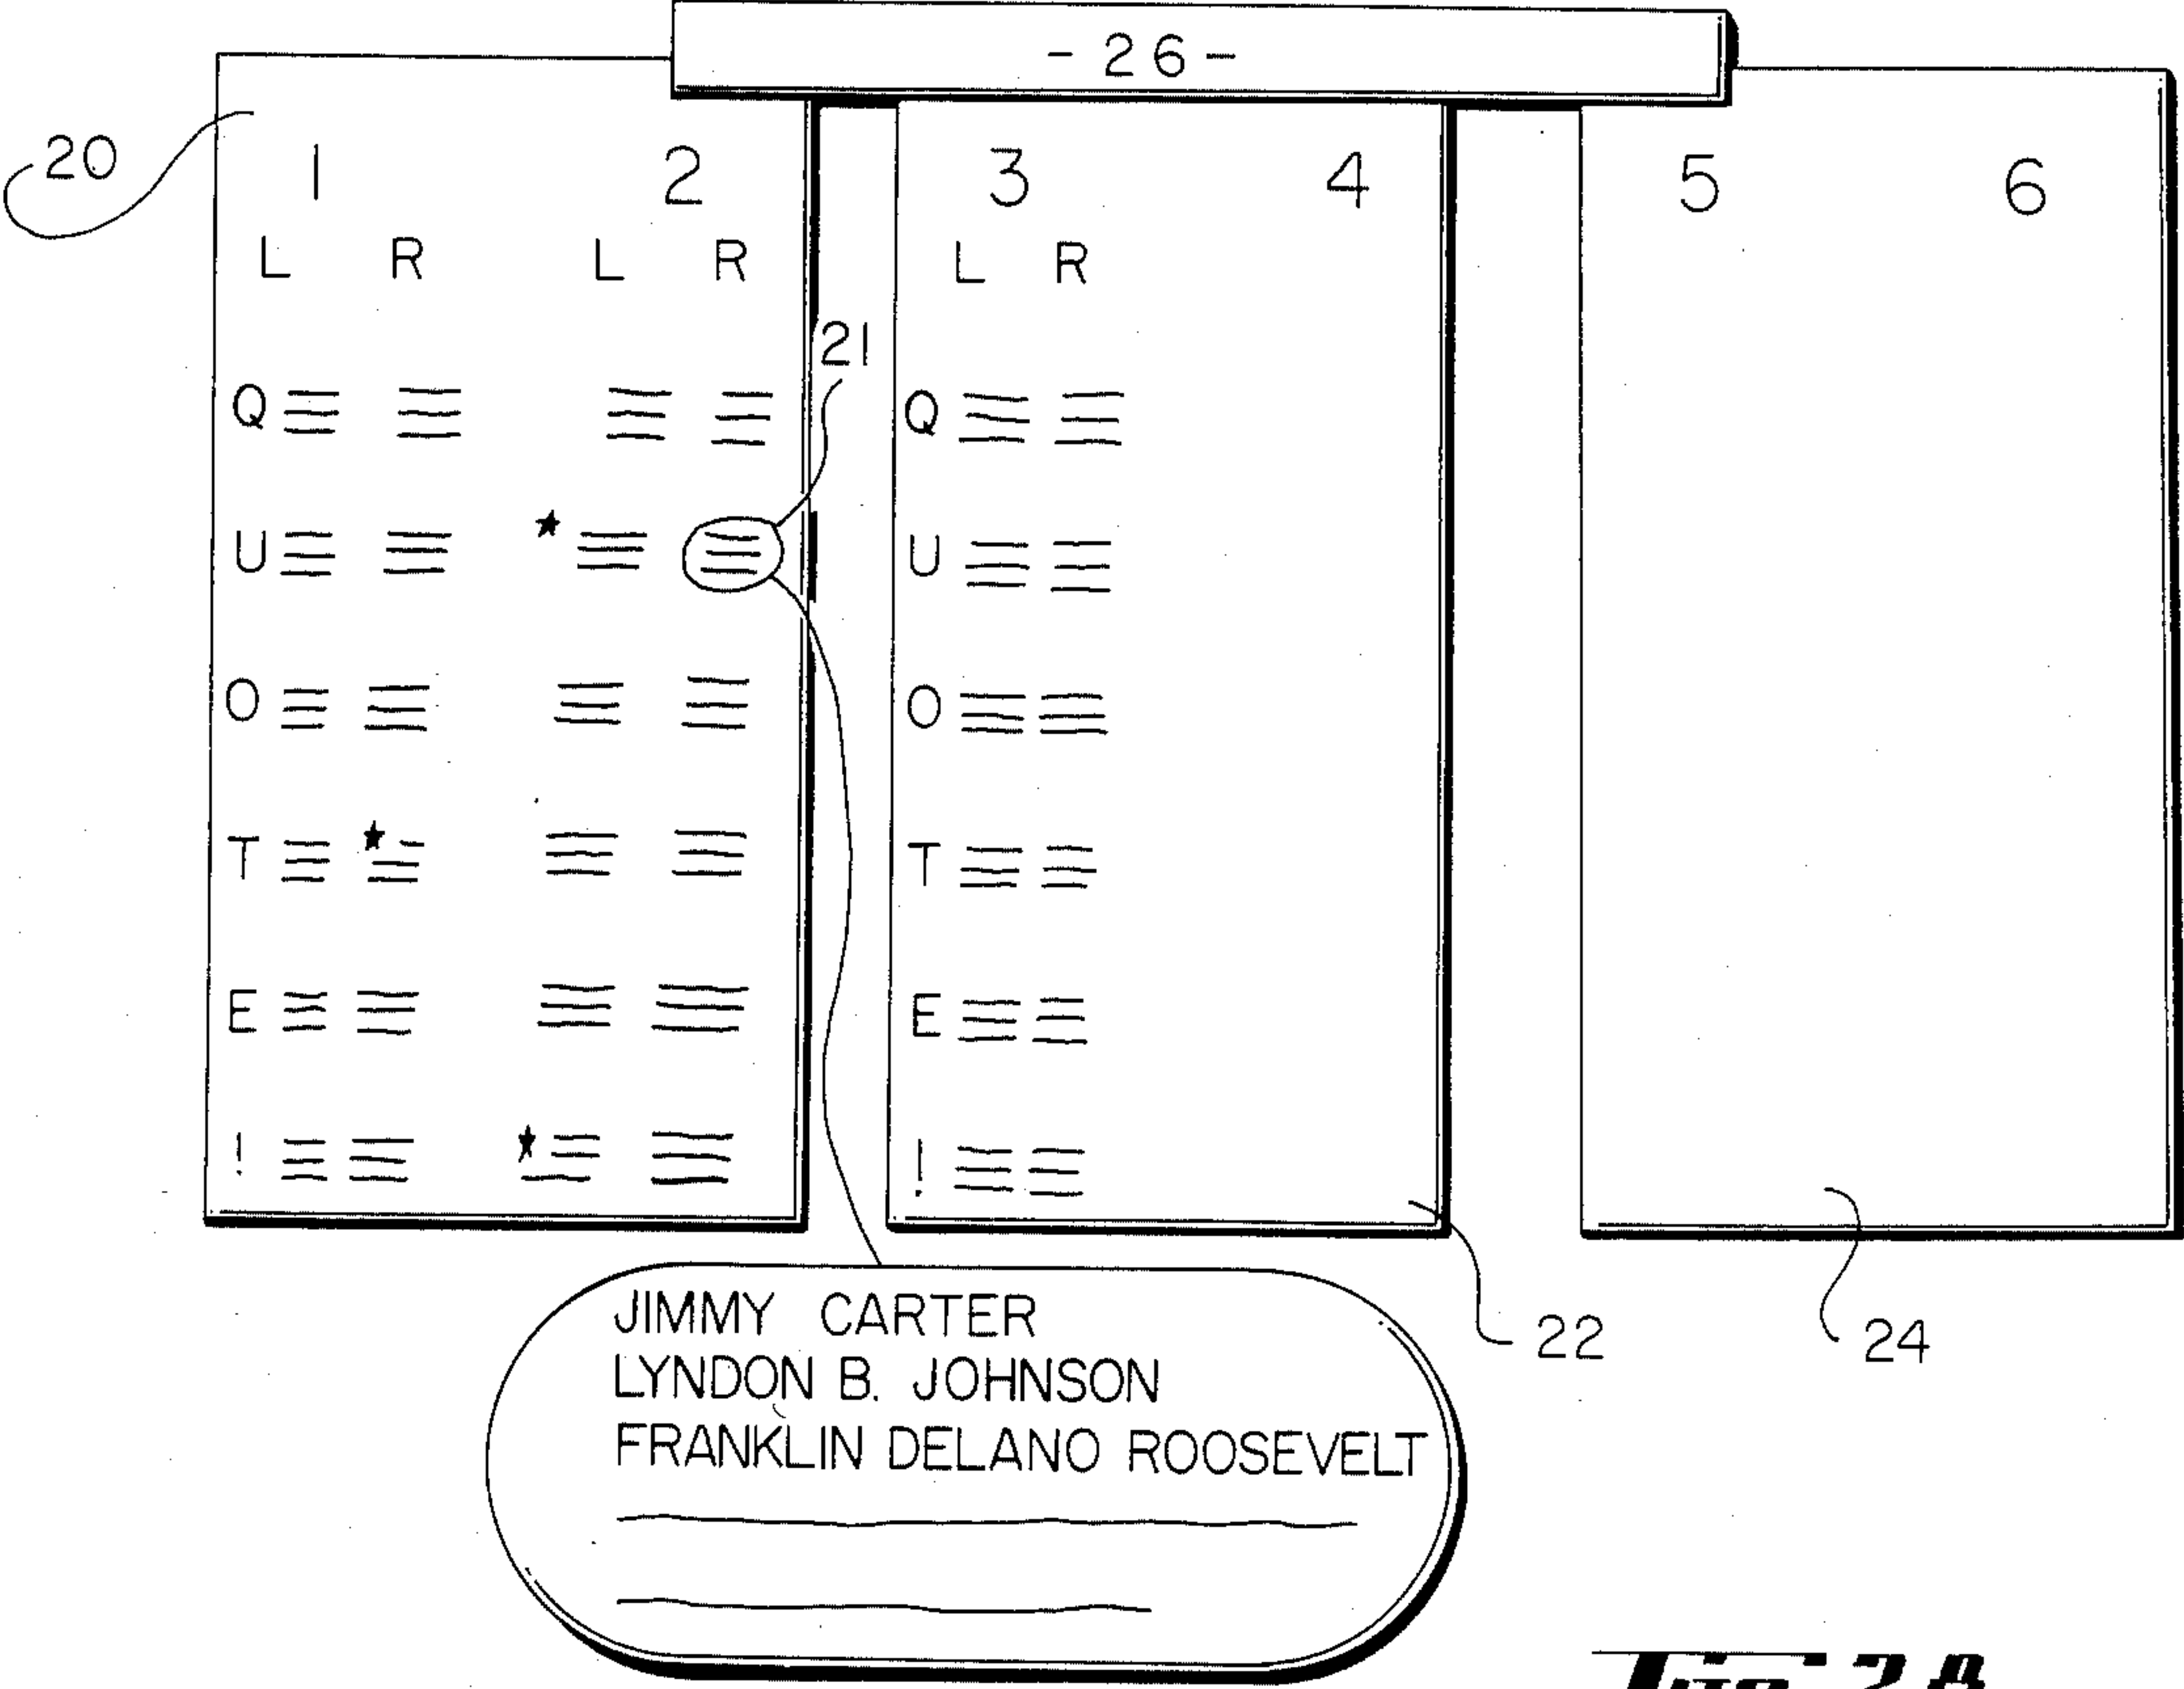 - 26 -
20
1 2 3 4 5 6
L R L R L R
21
Q Q
U ★ U
O O
T ★ T
E E
! ★ !
JIMMY CARTER
LYNDON B. JOHNSON
FRANKLIN DELANO ROOSEVELT
22
24